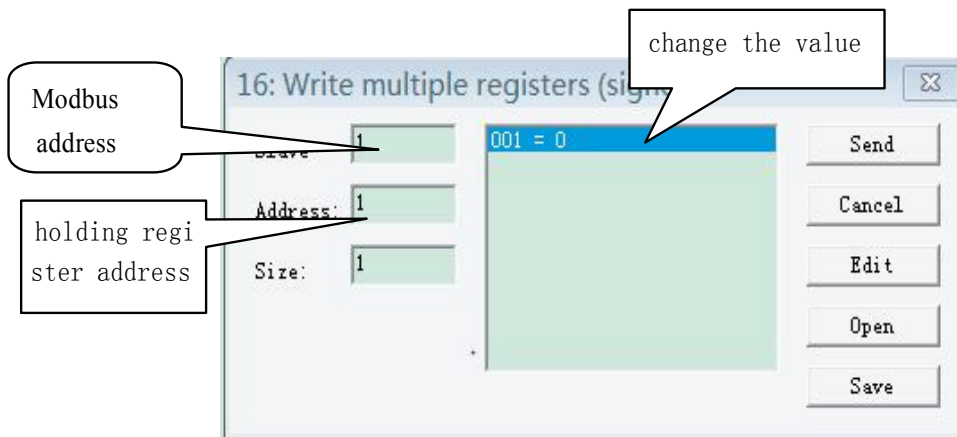 change the value
16: Write multiple registers (sig
Modbus
address
1
001 = 0
Send
Address:
1
Cancel
holding regi
ster address
Size:
1
Edit
Open
Save